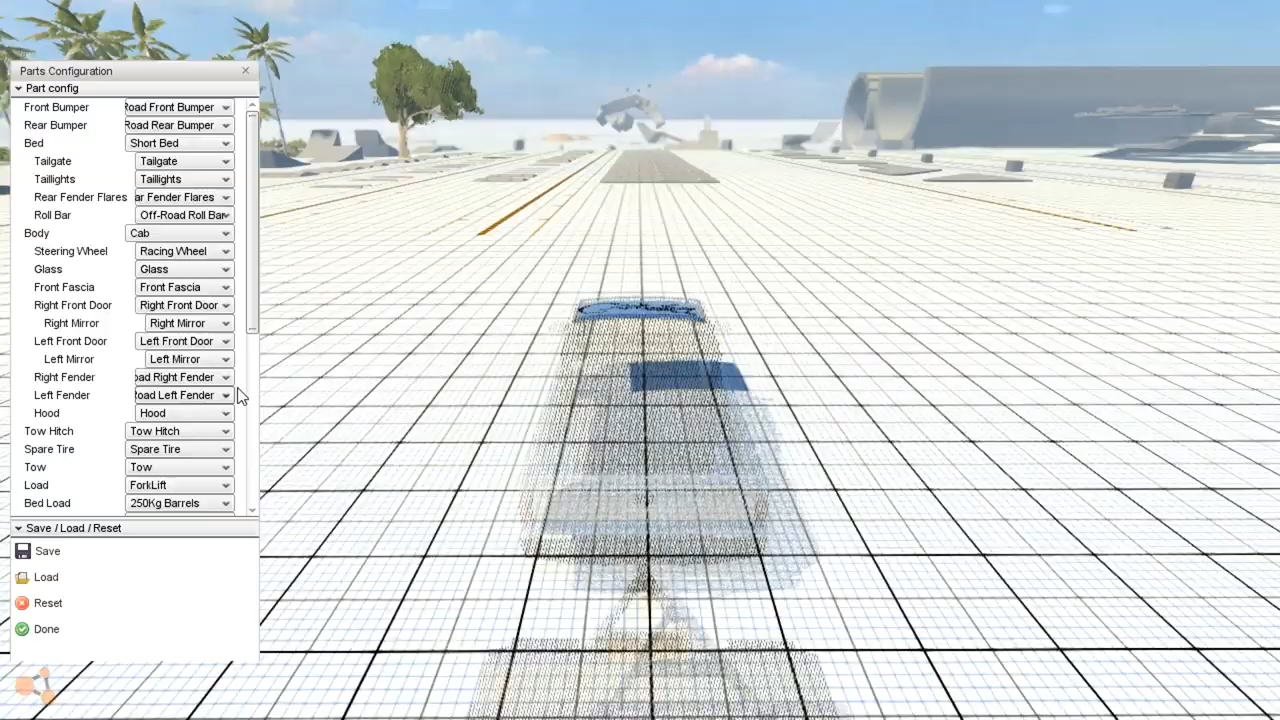 Parts Configuration
Part config
Front Bumper Road Front Bumper
Rear Bumper Road Rear Bumper
Bed Short Bed
Tailgate Tailgate
Taillights Taillights
Rear Fender Flares ar Fender Flares
Roll Bar Off-Road Roll Bar
Body Cab
Steering Wheel Racing Wheel
Glass Glass
Front Fascia Front Fascia
Right Front Door Right Front Door
Right Mirror Right Mirror
Left Front Door Left Front Door
Left Mirror Left Mirror
Right Fender oad Right Fender
Left Fender Road Left Fender
Hood Hood
Tow Hitch Tow Hitch
Spare Tire Spare Tire
Tow Tow
Load ForkLift
Bed Load 250Kg Barrels
Save / Load / Reset
Save
Load
Reset
Done